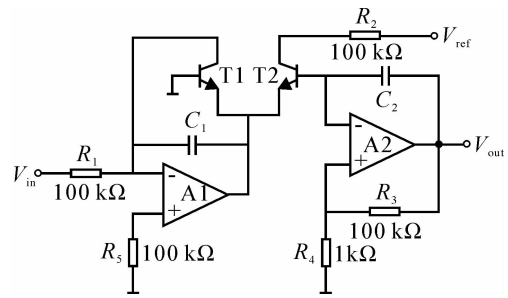 R2
100 kΩ
Vref
T1 T2
C1
C2
R1
Vin
100 kΩ
-
+
A1
-
+
A2
Vout
R3
100 kΩ
R5
100 kΩ
R4
1kΩ